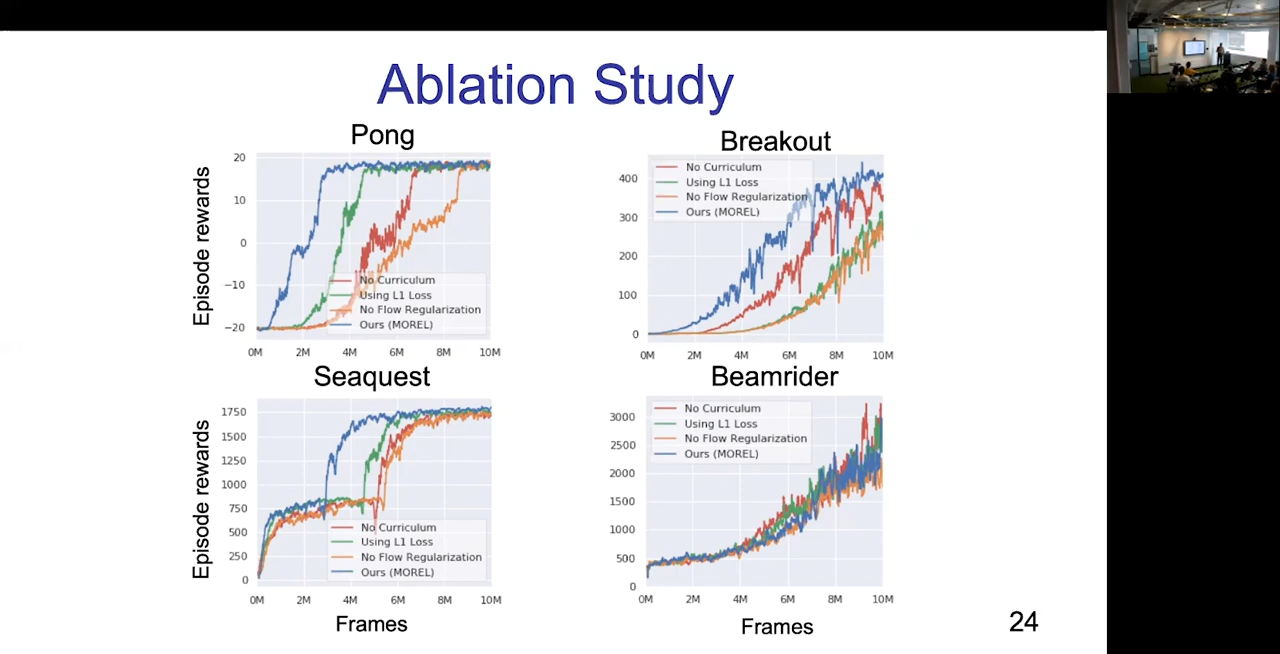 Ablation Study
Pong
Episode rewards
20
10
0
−10
−20
No Curriculum
Using L1 Loss
No Flow Regularization
Ours (MOREL)
0M 2M 4M 6M 8M 10M
Breakout
400
300
200
100
0
No Curriculum
Using L1 Loss
No Flow Regularization
Ours (MOREL)
0M 2M 4M 6M 8M 10M
Seaquest
Episode rewards
1750
1500
1250
1000
750
500
250
0
No Curriculum
Using L1 Loss
No Flow Regularization
Ours (MOREL)
0M 2M 4M 6M 8M 10M
Frames
Beamrider
3000
2500
2000
1500
1000
500
0
No Curriculum
Using L1 Loss
No Flow Regularization
Ours (MOREL)
0M 2M 4M 6M 8M 10M
Frames
24